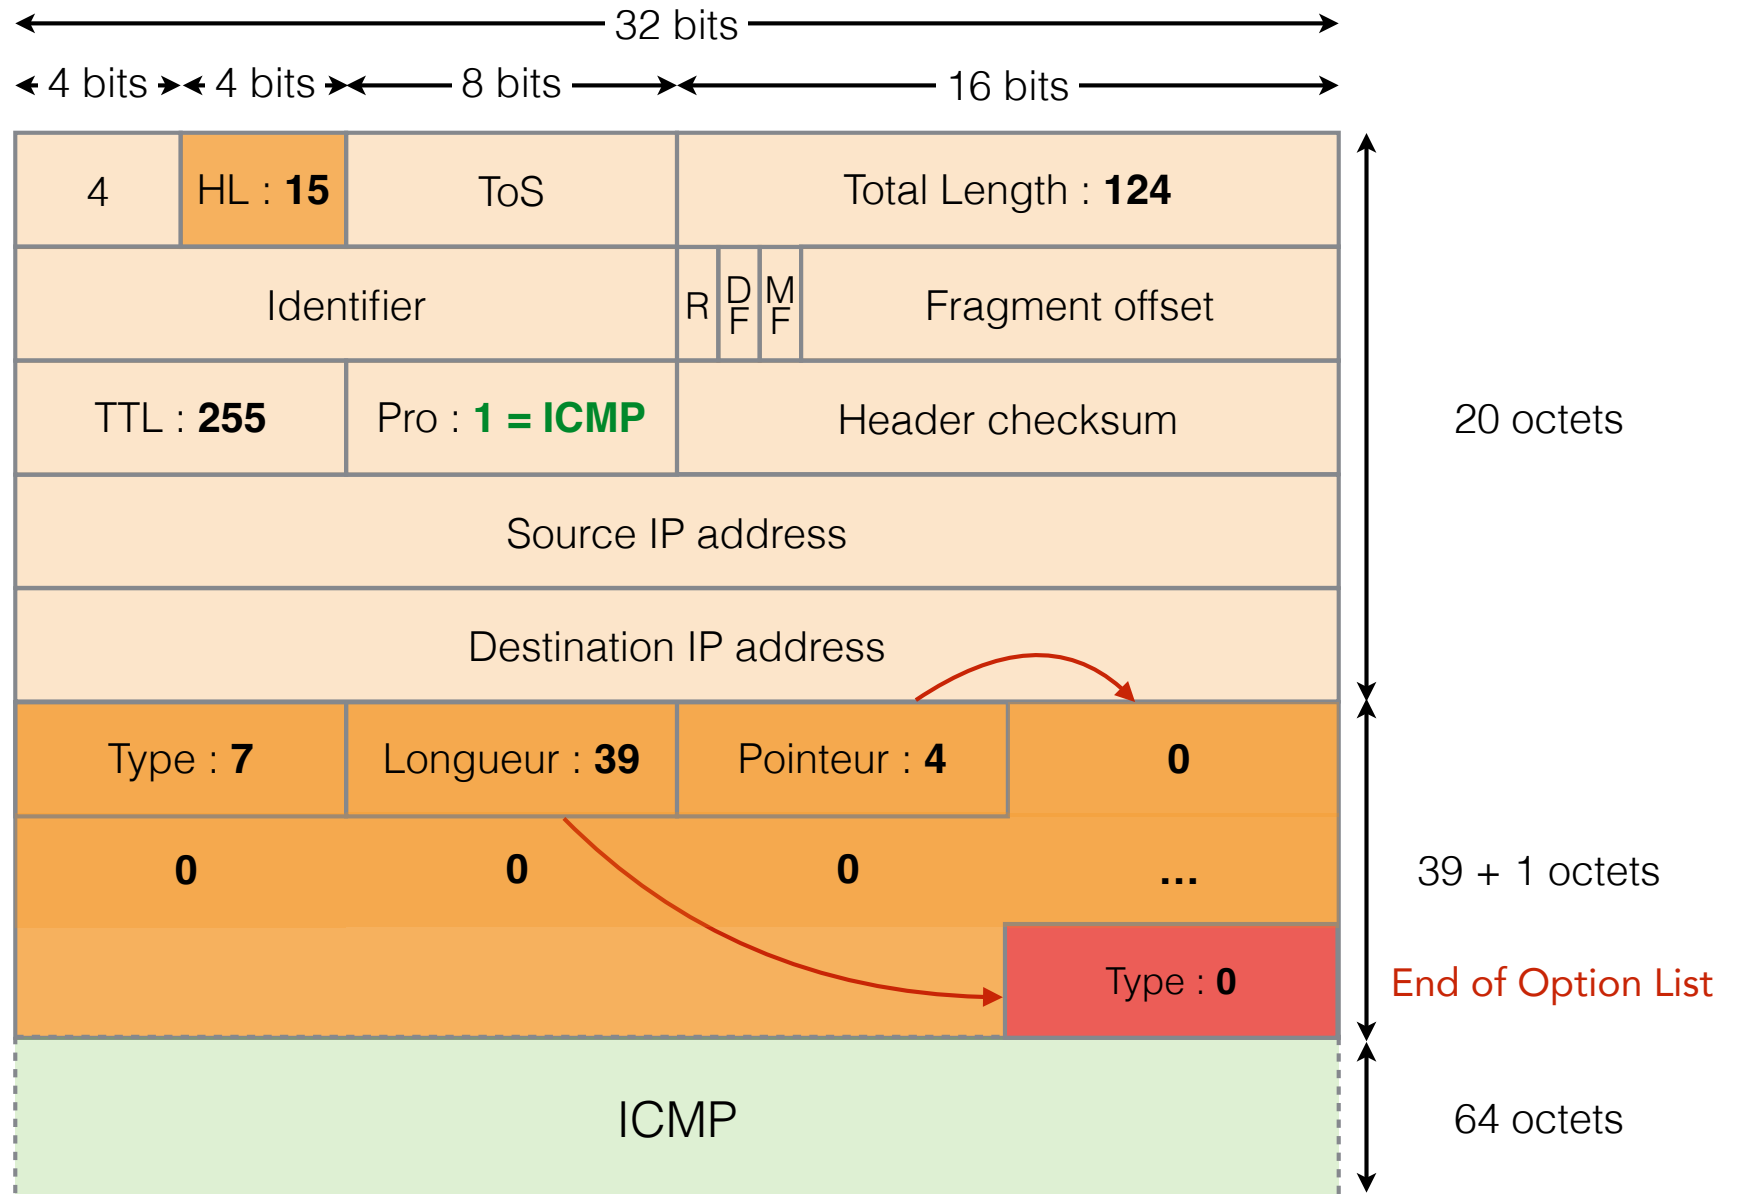 32 bits
4 bits 4 bits 8 bits 16 bits
4 HL : 15 ToS Total Length : 124
Identifier R DF MF Fragment offset
TTL : 255 Pro : 1 = ICMP Header checksum
20 octets
Source IP address
Destination IP address
Type : 7 Longueur : 39 Pointeur : 4 0
0 0 0 ...
39 + 1 octets
Type : 0
End of Option List
ICMP
64 octets